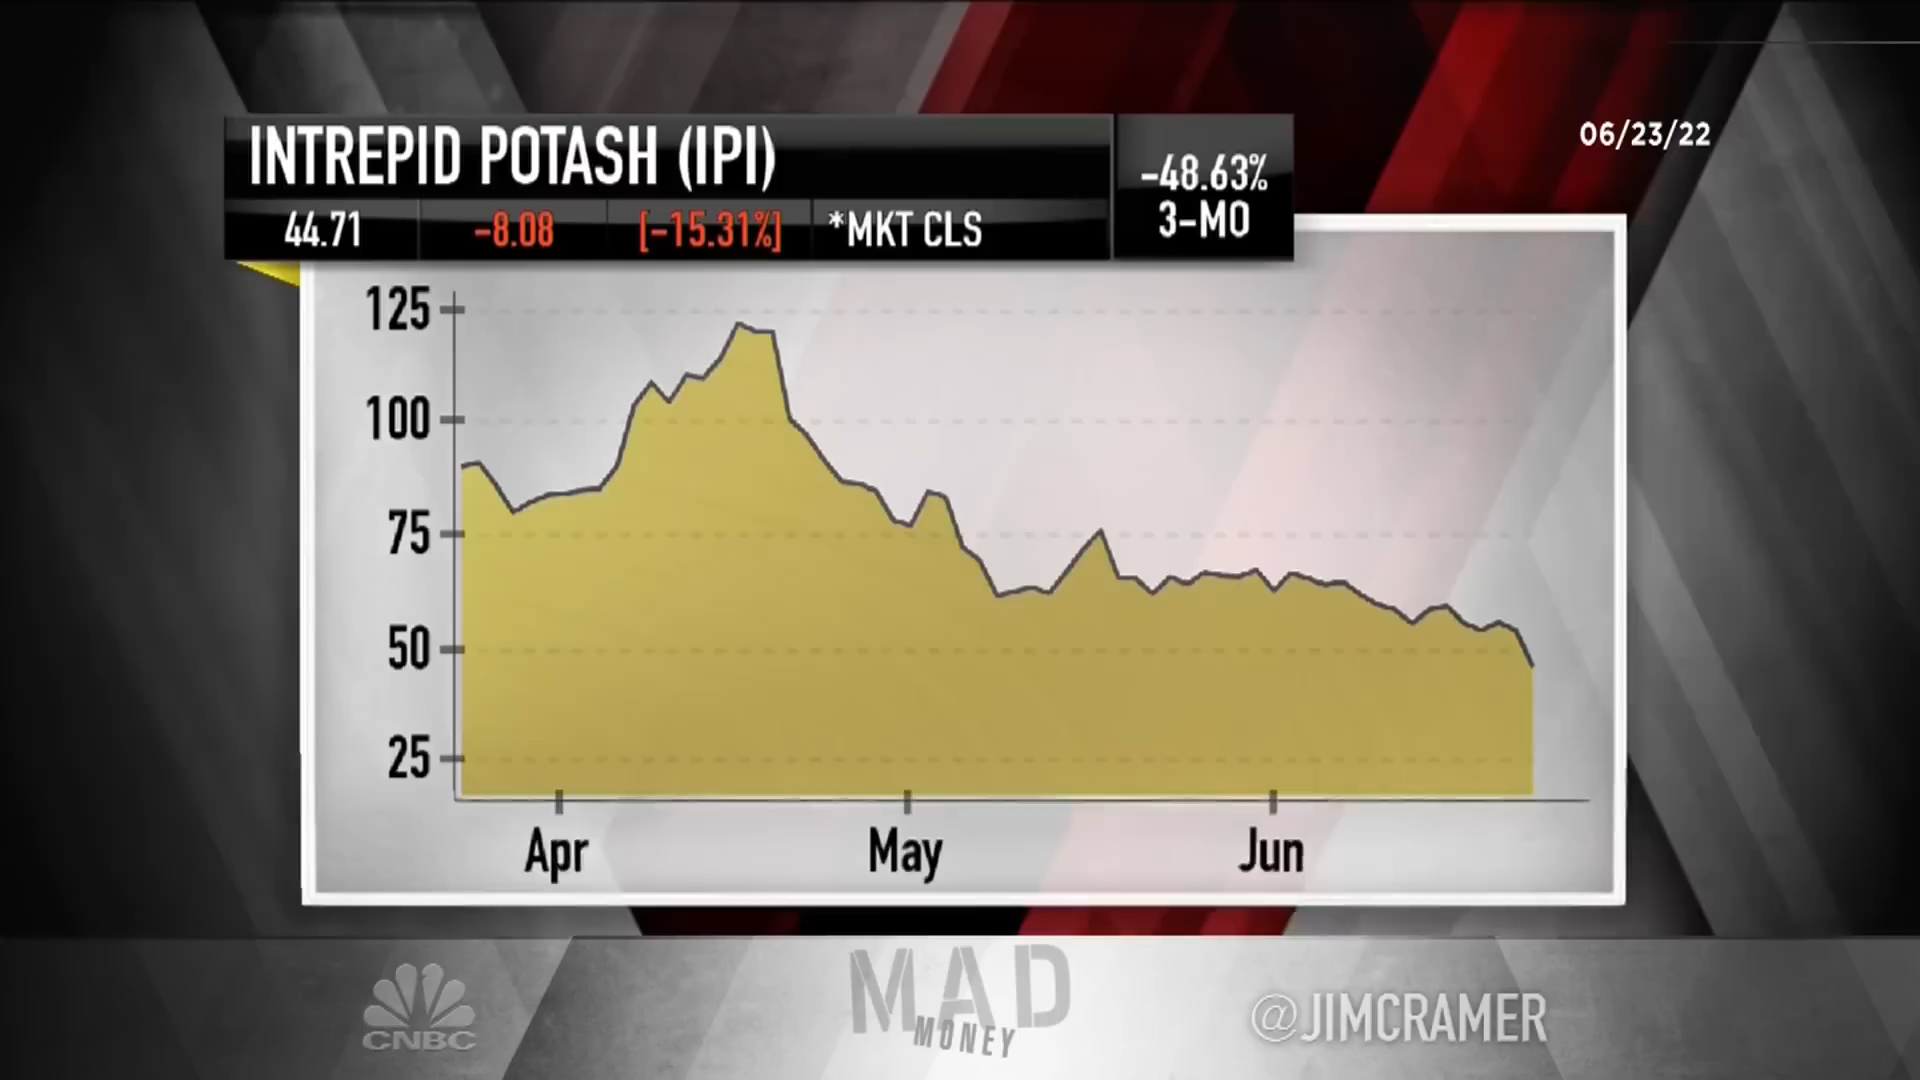 INTREPID POTASH (IPI)
44.71 -8.08 [-15.31%] *MKT CLS
-48.63%
3-MO
06/23/22
125
100
75
50
25
Apr May Jun
CNBC
MAD
MONEY
@JIMCRAMER